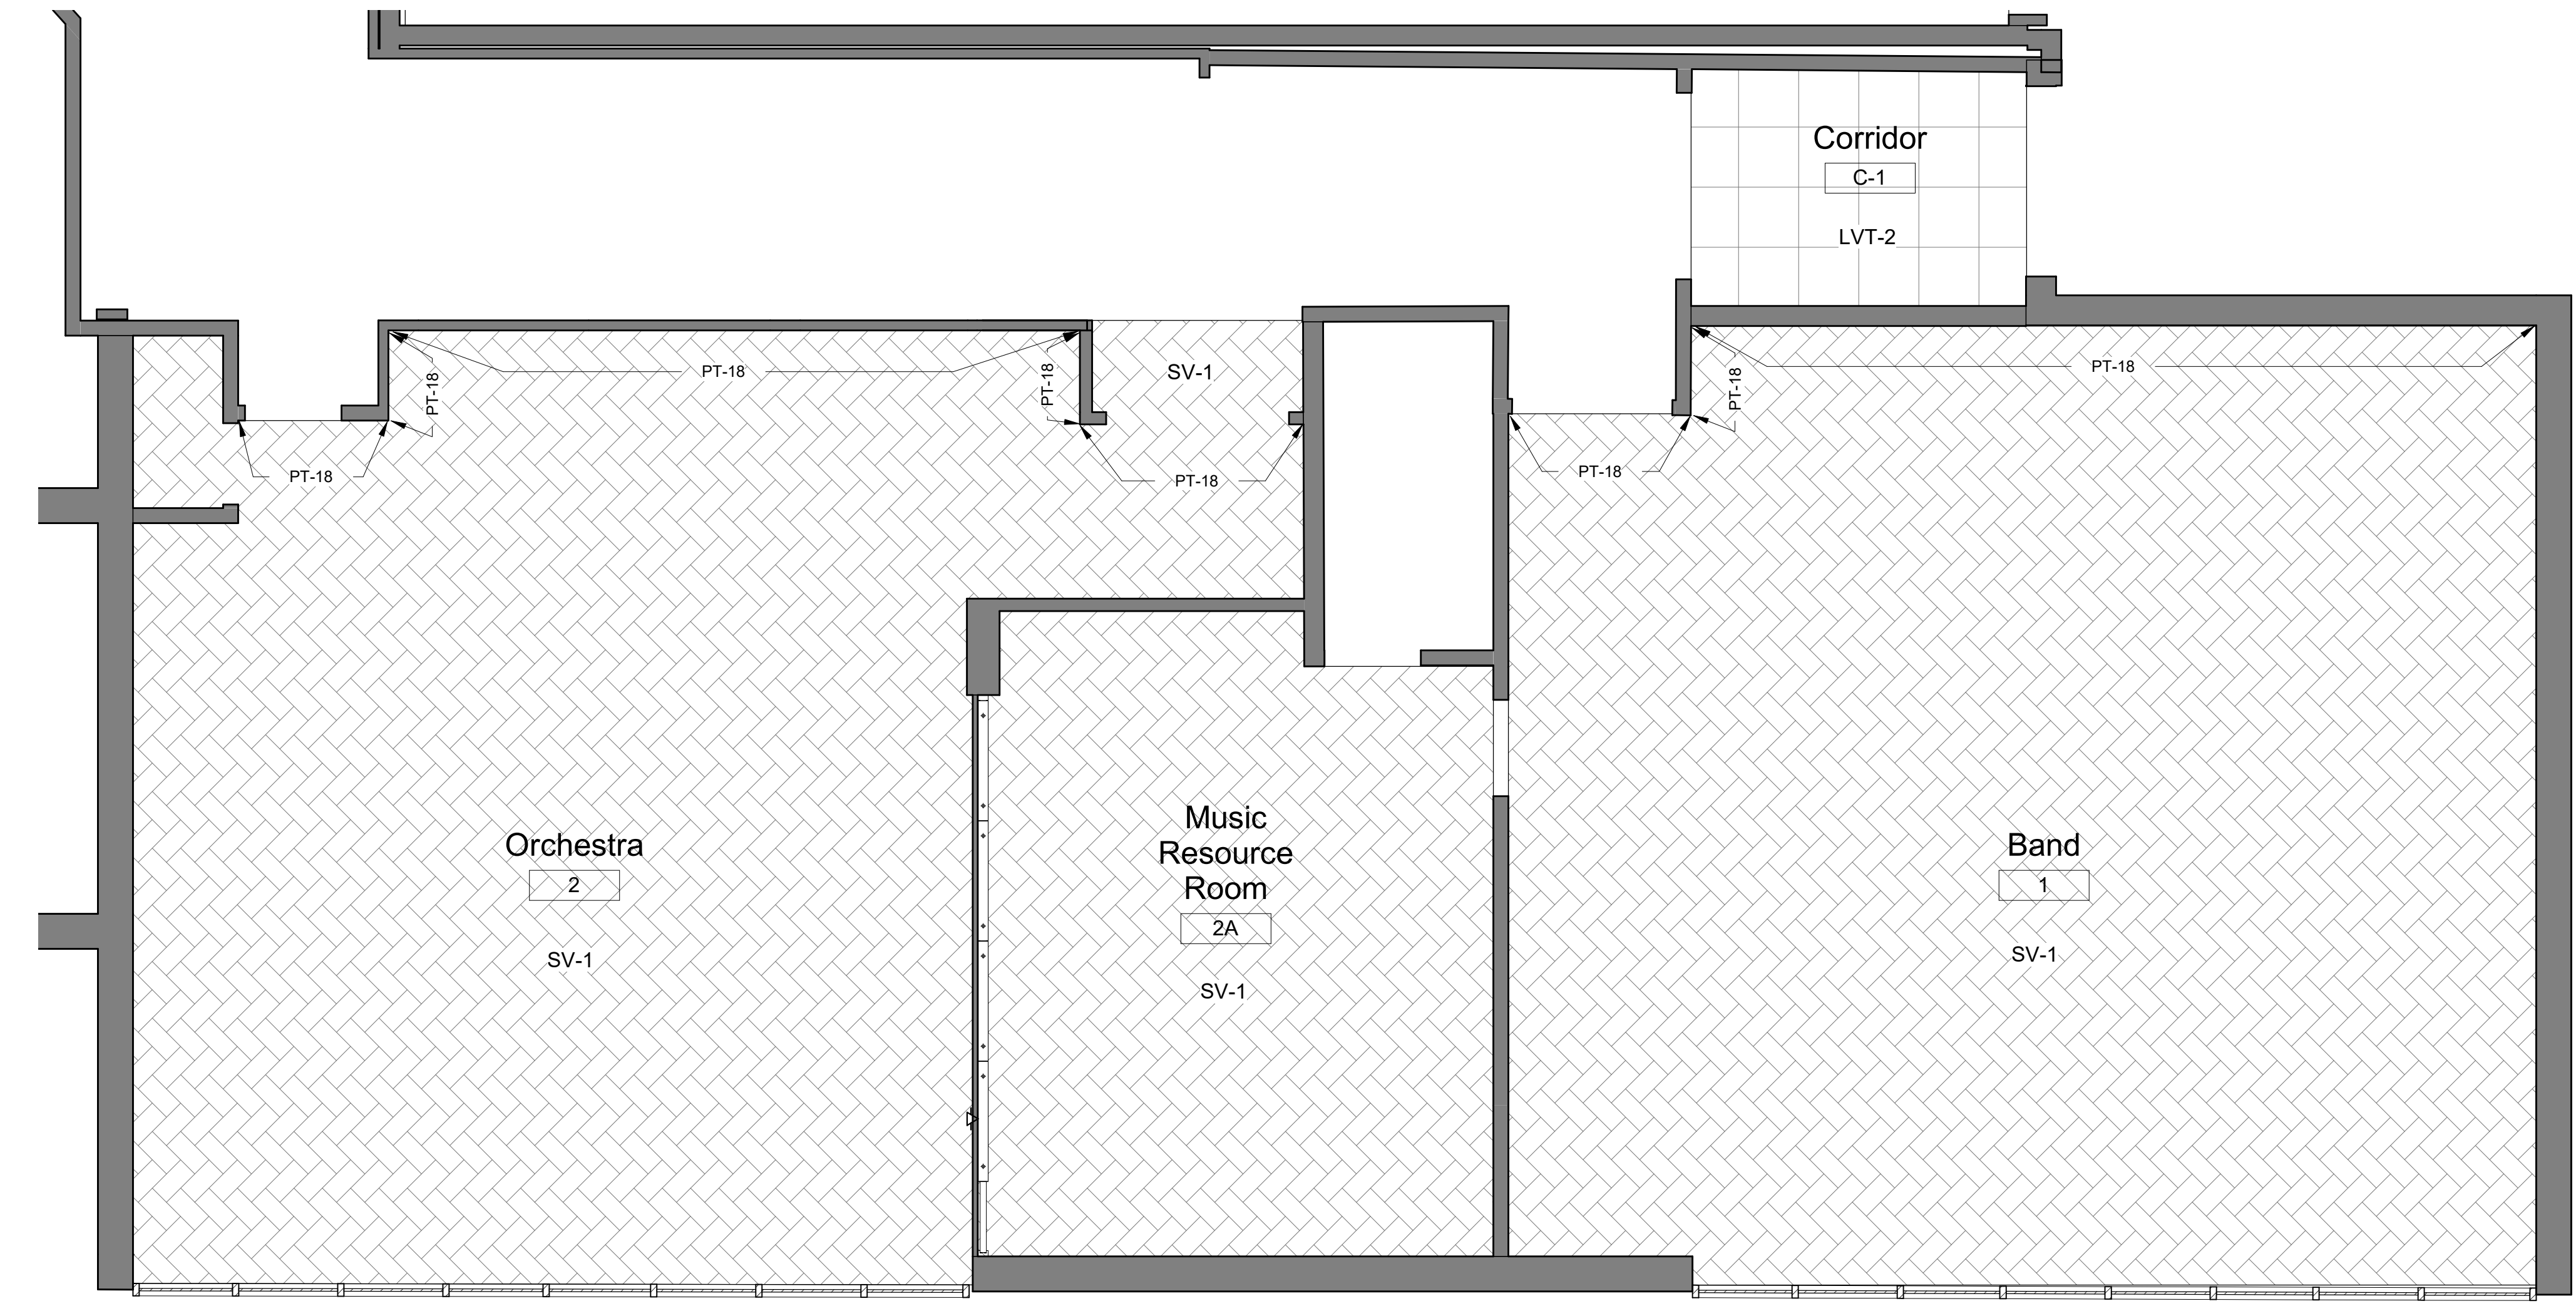 Corridor
C-1
LVT-2
PT-18
PT-18
PT-18
SV-1
PT-18
PT-18
PT-18
PT-18
PT-18
PT-18
Orchestra
2
SV-1
Music
Resource
Room
2A
SV-1
Band
1
SV-1